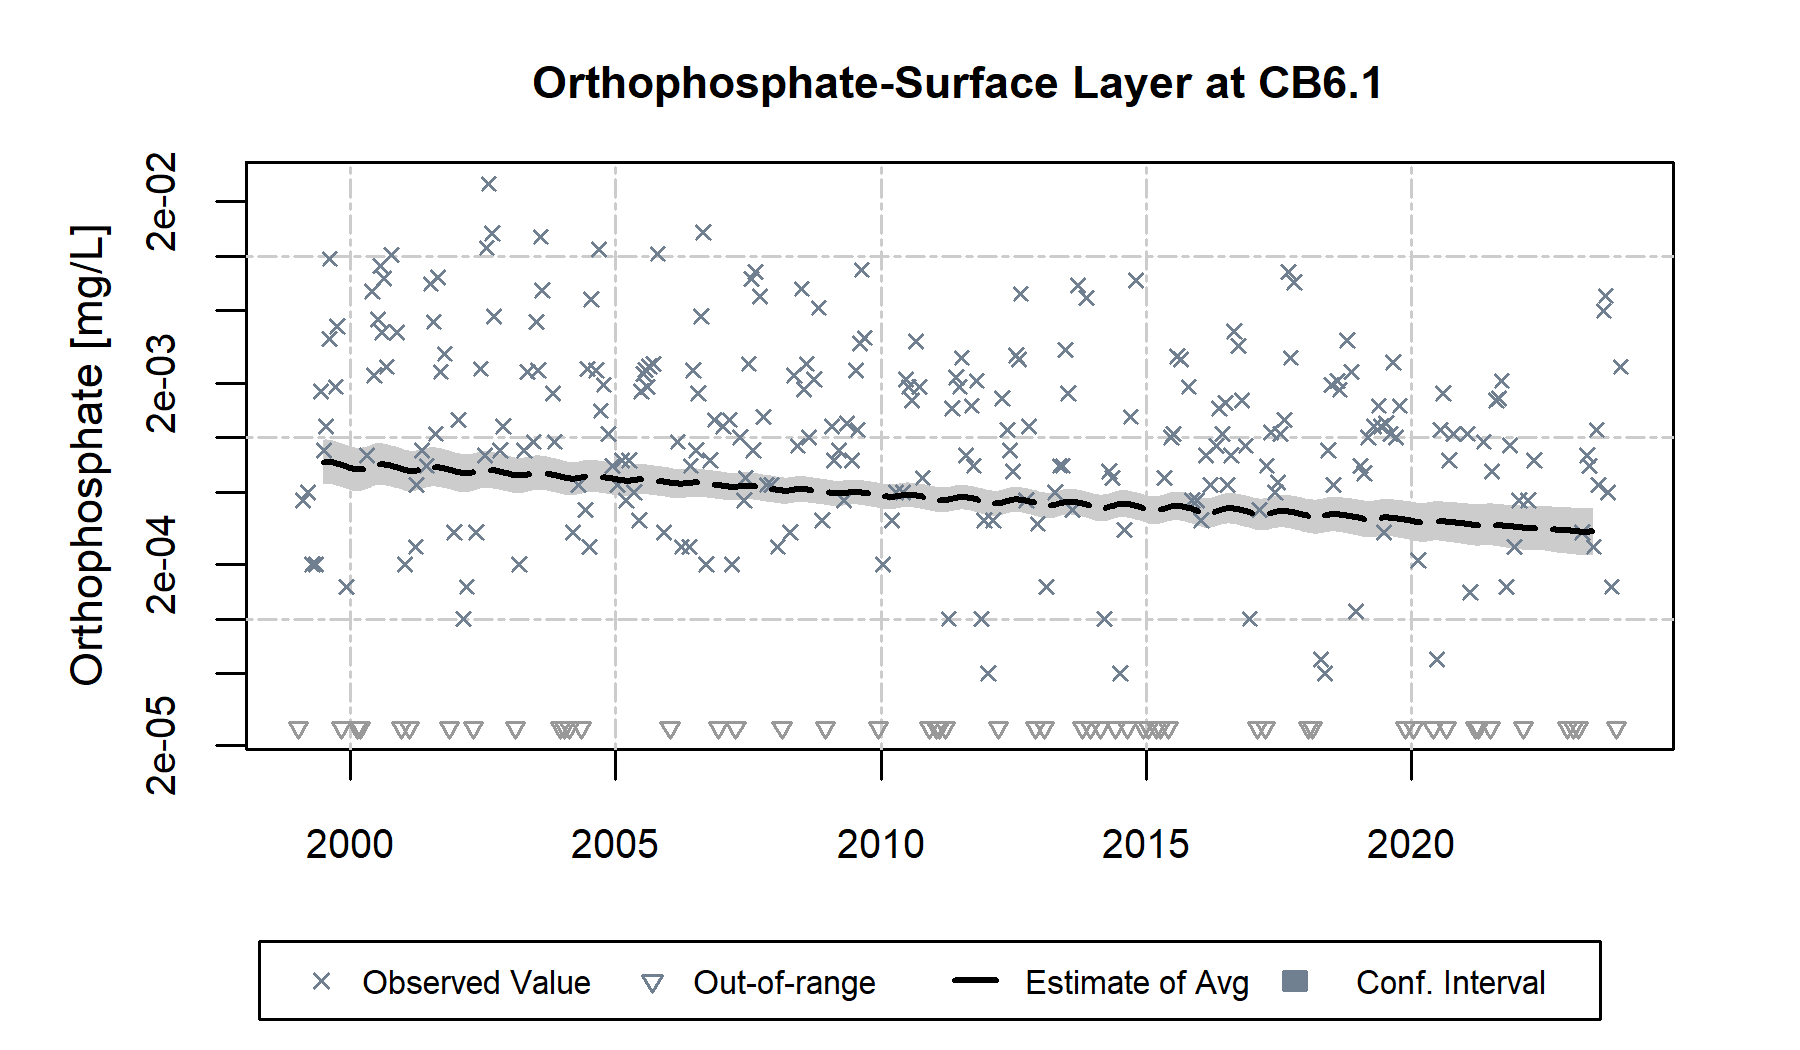 Orthophosphate-Surface Layer at CB6.1
Orthophosphate [mg/L]
2e-02
2e-03
2e-04
2e-05
2000 2005 2010 2015 2020
Observed Value Out-of-range Estimate of Avg Conf. Interval